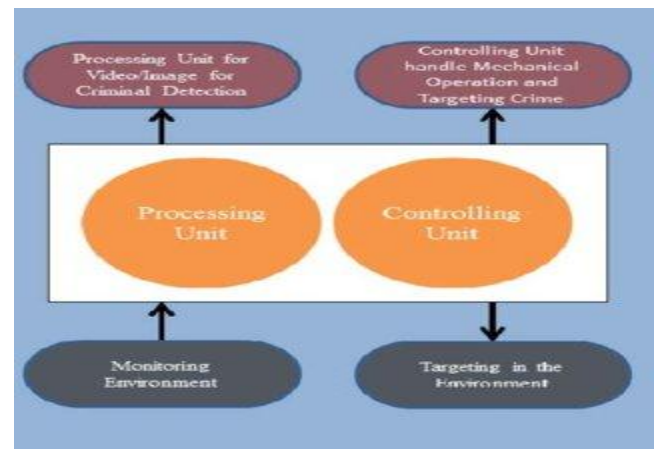 Processing Unit for
Video/Image for
Criminal Detection
Controlling Unit
handle Mechanical
Operation and
Targeting Crime
Processing
Unit
Controlling
Unit
Monitoring
Environment
Targeting in the
Environment